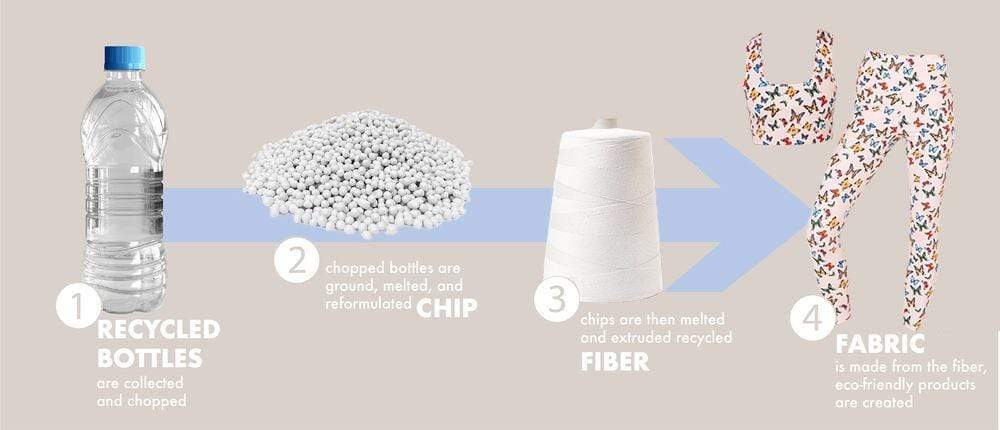 1
RECYCLED
BOTTLES
are collected
and chopped
2
chopped bottles are
ground, melted, and
reformulated CHIP
3
chips are then melted
and extruded recycled
FIBER
4
FABRIC
is made from the fiber,
eco-friendly products
are created